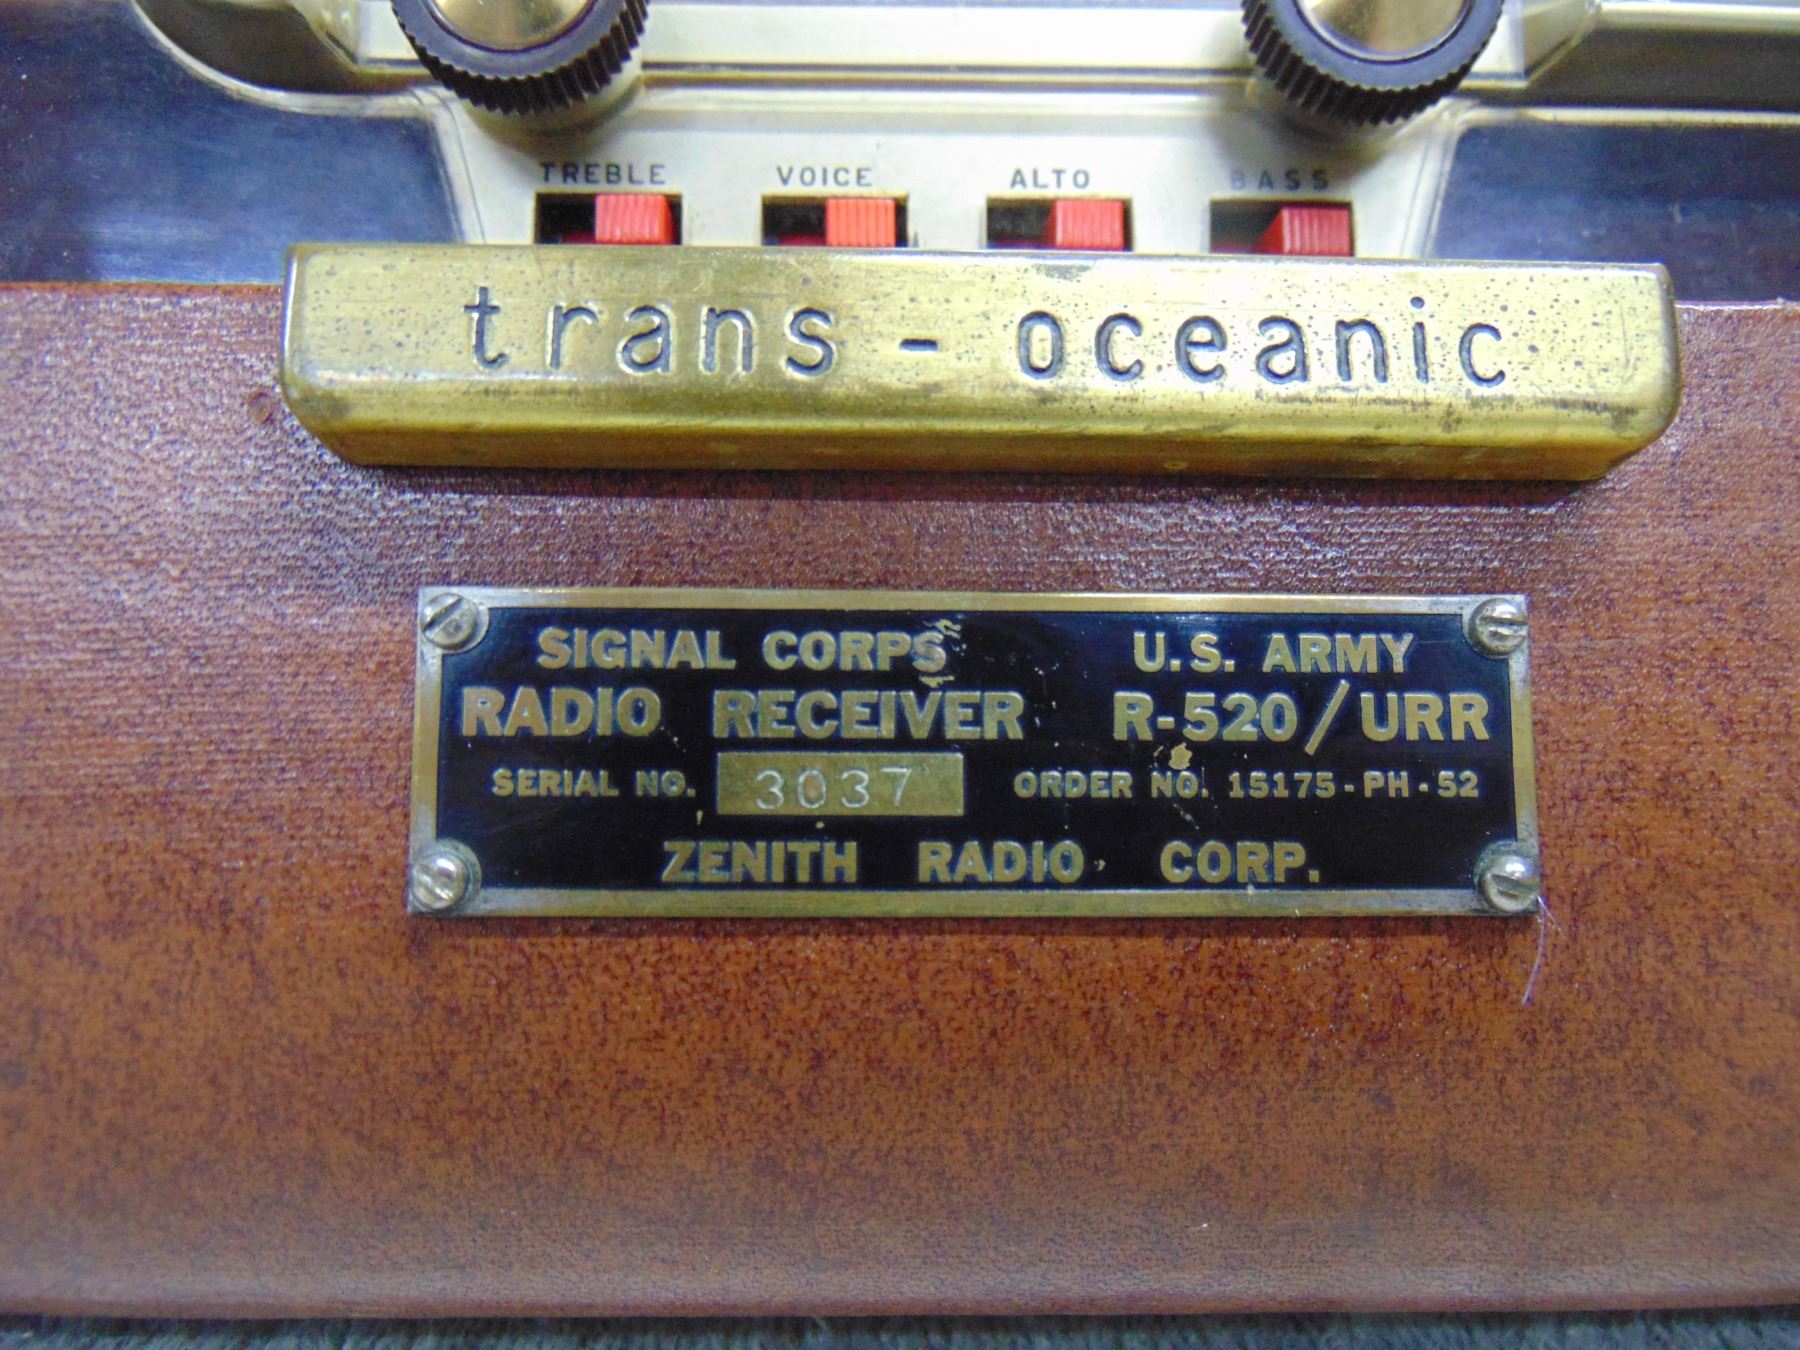 TREBLE VOICE ALTO BASS
trans-oceanic
SIGNAL CORPS U.S. ARMY
RADIO RECEIVER R-520/URR
SERIAL NO. 3037 ORDER NO. 15175-PH-52
ZENITH RADIO CORP.